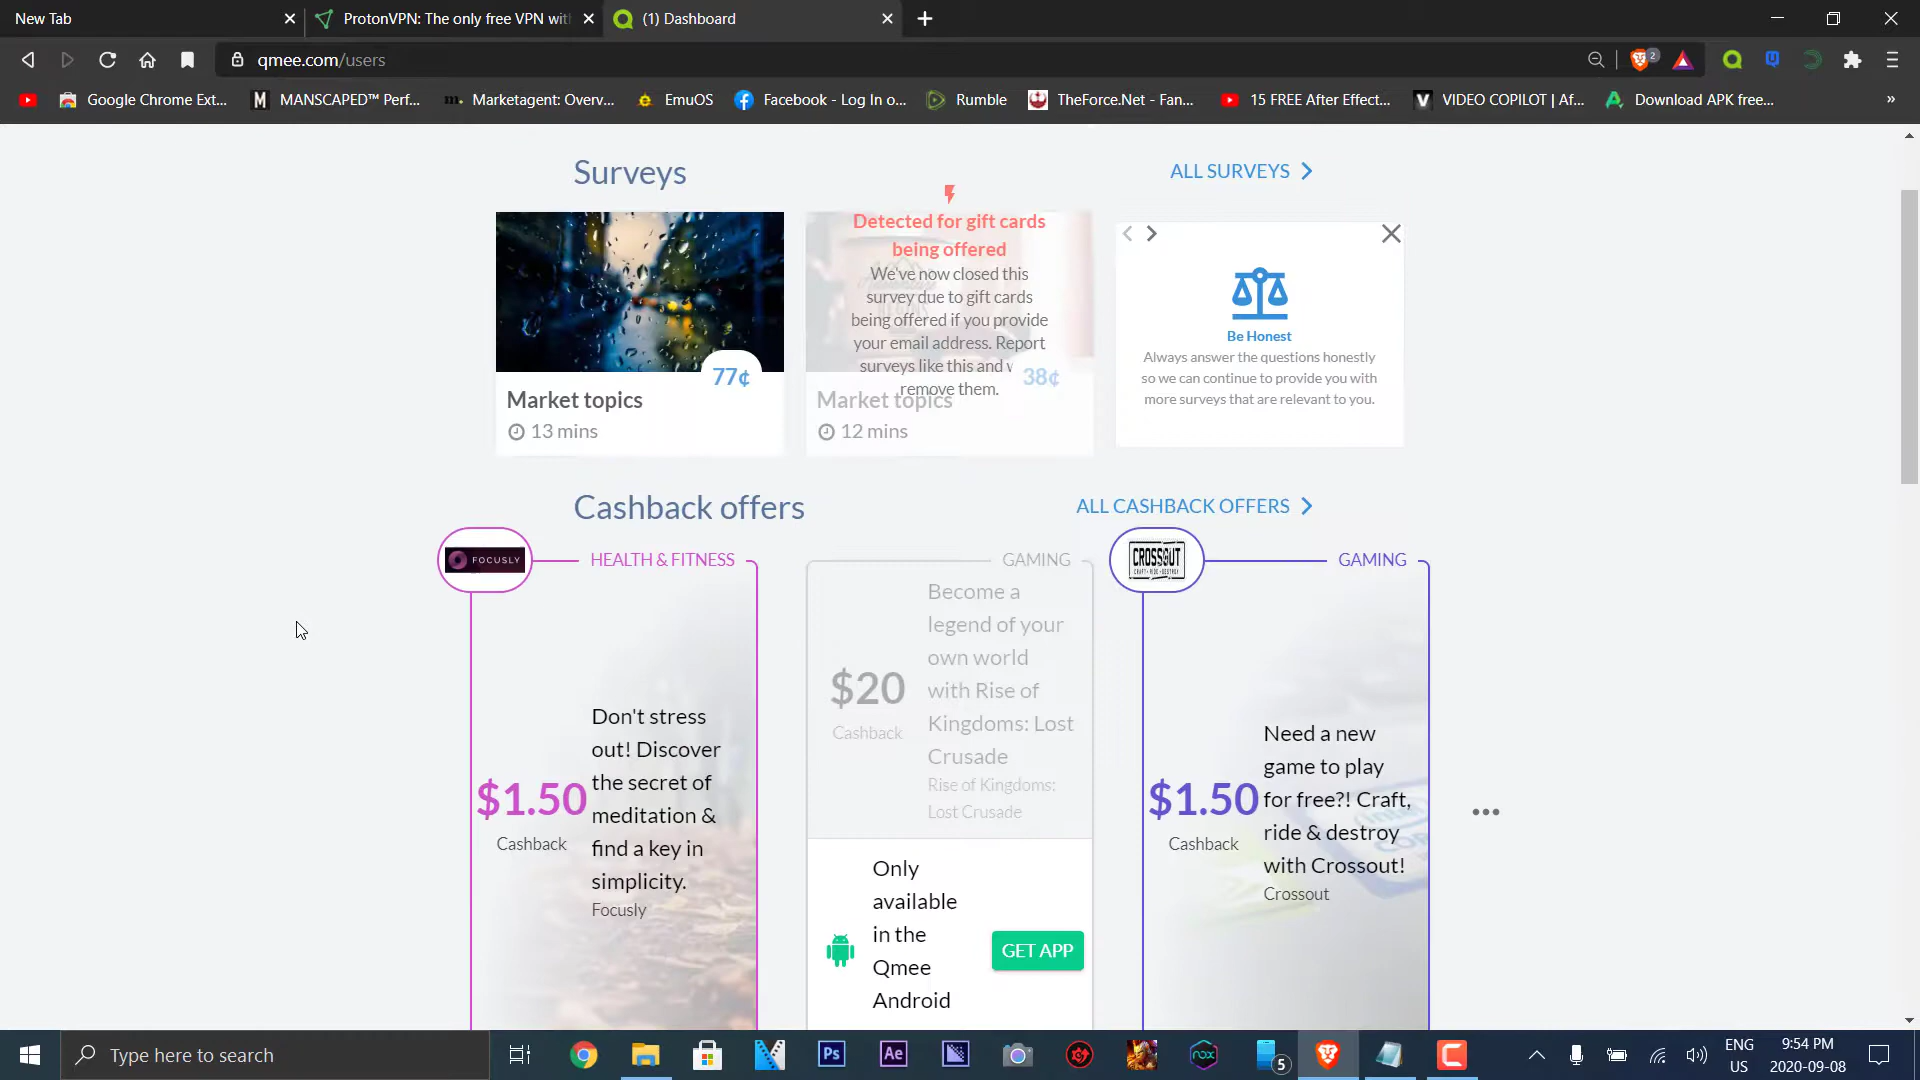 New Tab
ProtonVPN: The only free VPN wit
(1) Dashboard
qmee.com/users
2
Google Chrome Ext...
M MANSCAPED™ Perf...
m. Marketagent: Overv...
EmuOS
Facebook - Log In o...
Rumble
TheForce.Net - Fan...
15 FREE After Effect...
V VIDEO COPILOT | Af...
Download APK free...
»
Surveys
ALL SURVEYS
77¢
Market topics
13 mins
Detected for gift cards
being offered
We've now closed this
survey due to gift cards
being offered if you provide
your email address. Report
surveys like this and
remove them.
38¢
Market topics
12 mins
Be Honest
Always answer the questions honestly
so we can continue to provide you with
more surveys that are relevant to you.
Cashback offers
ALL CASHBACK OFFERS
FOCUSLY
HEALTH & FITNESS
Don't stress
out! Discover
the secret of
meditation &
find a key in
simplicity.
Focusly
$1.50
Cashback
GAMING
Become a
legend of your
own world
with Rise of
Kingdoms: Lost
Crusade
Rise of Kingdoms:
Lost Crusade
$20
Cashback
Only
available
in the
Qmee
Android
GET APP
CROSSOUT
CRAFT • RIDE • DESTROY
GAMING
Need a new
game to play
for free?! Craft,
ride & destroy
with Crossout!
Crossout
$1.50
Cashback
Type here to search
Ps
Ae
nox
5
ENG
US
9:54 PM
2020-09-08